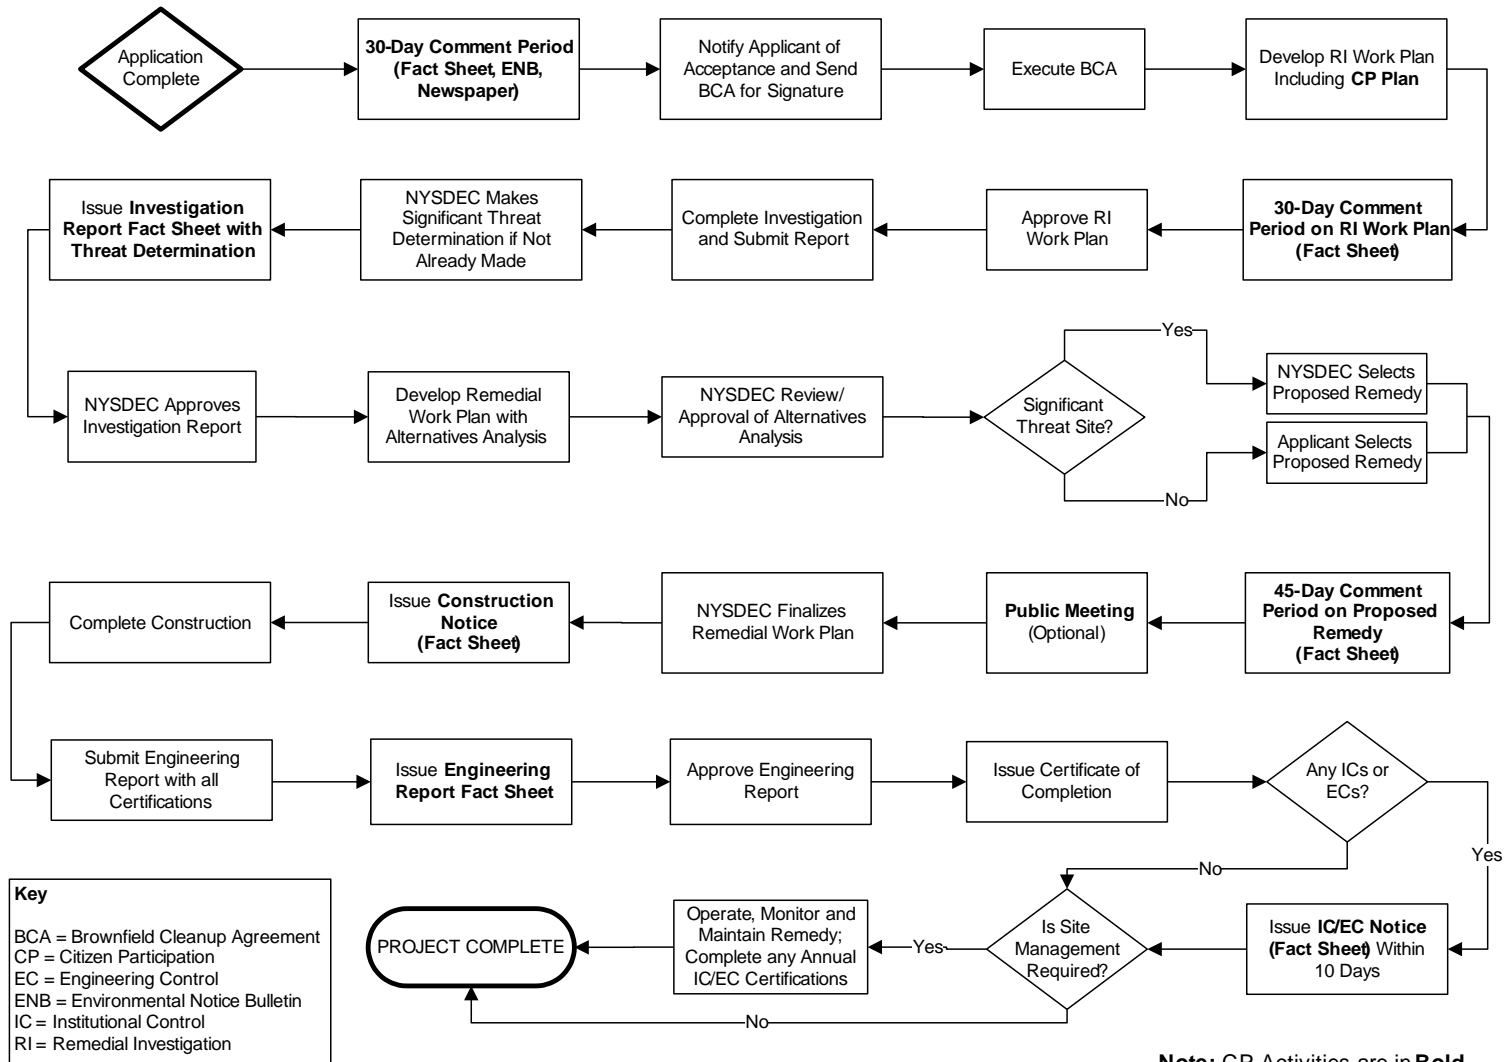 Application
Complete
30-Day Comment Period
(Fact Sheet, ENB,
Newspaper)
Notify Applicant of
Acceptance and Send
BCA for Signature
Execute BCA
Develop RI Work Plan
Including CP Plan
30-Day Comment
Period on RI Work Plan
(Fact Sheet)
Approve RI
Work Plan
Complete Investigation
and Submit Report
NYSDEC Makes
Significant Threat
Determination if Not
Already Made
Issue Investigation
Report Fact Sheet with
Threat Determination
NYSDEC Approves
Investigation Report
Develop Remedial
Work Plan with
Alternatives Analysis
NYSDEC Review/
Approval of Alternatives
Analysis
Significant
Threat Site?
Yes
No
NYSDEC Selects
Proposed Remedy
Applicant Selects
Proposed Remedy
45-Day Comment
Period on Proposed
Remedy
(Fact Sheet)
Public Meeting
(Optional)
NYSDEC Finalizes
Remedial Work Plan
Issue Construction
Notice
(Fact Sheet)
Complete Construction
Submit Engineering
Report with all
Certifications
Issue Engineering
Report Fact Sheet
Approve Engineering
Report
Issue Certificate of
Completion
Any ICs or
ECs?
Yes
No
Issue IC/EC Notice
(Fact Sheet) Within
10 Days
Is Site
Management
Required?
Yes
No
Operate, Monitor and
Maintain Remedy;
Complete any Annual
IC/EC Certifications
PROJECT COMPLETE
Key
BCA = Brownfield Cleanup Agreement
CP = Citizen Participation
EC = Engineering Control
ENB = Environmental Notice Bulletin
IC = Institutional Control
RI = Remedial Investigation
Note: CP Activities are in Bold